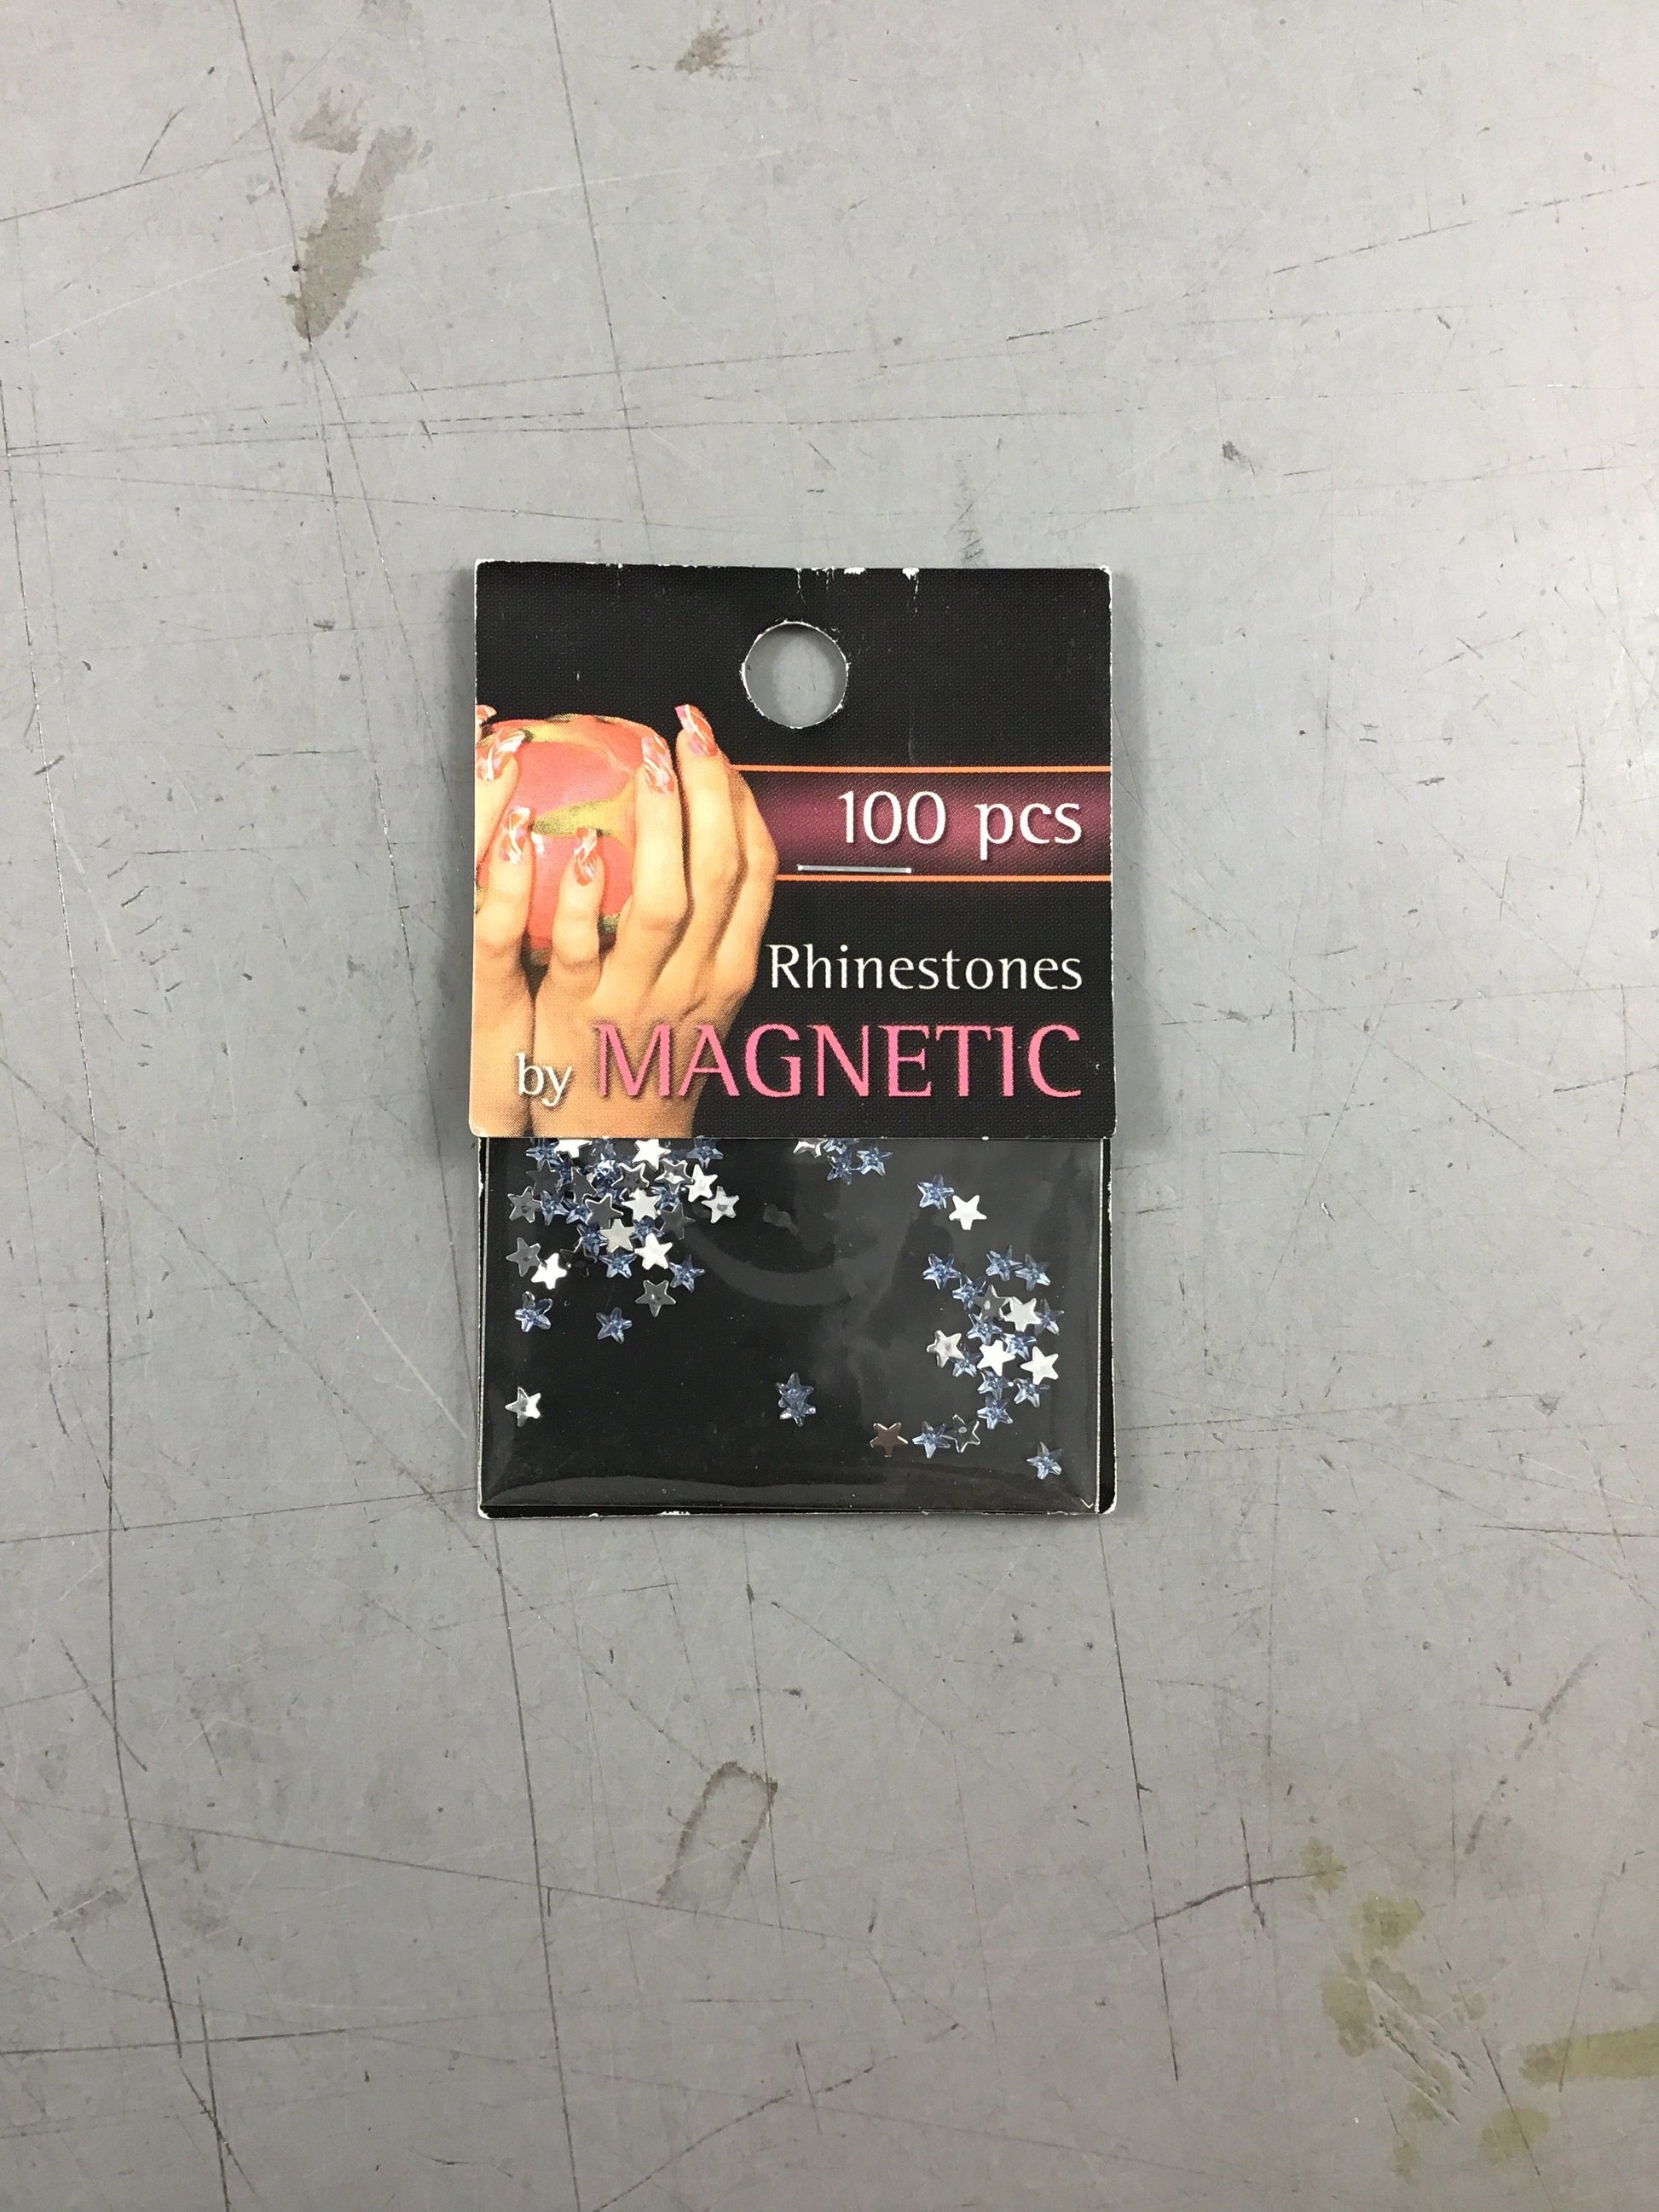 100 pcs
Rhinestones
by MAGNETIC